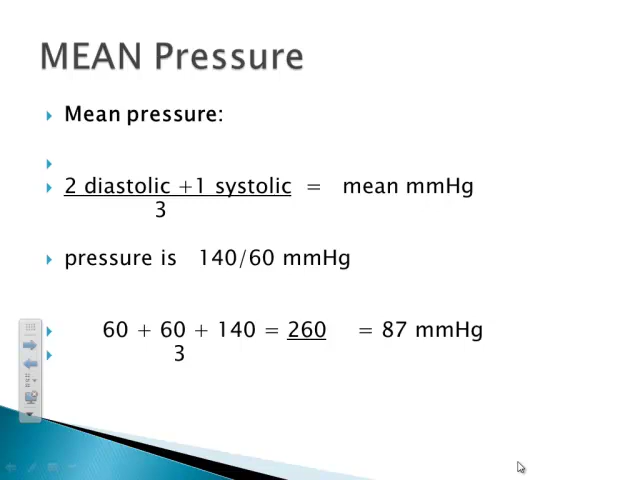 MEAN Pressure
Mean pressure:
2 diastolic +1 systolic = mean mmHg
3
pressure is 140/60 mmHg
60 + 60 + 140 = 260 = 87 mmHg
3